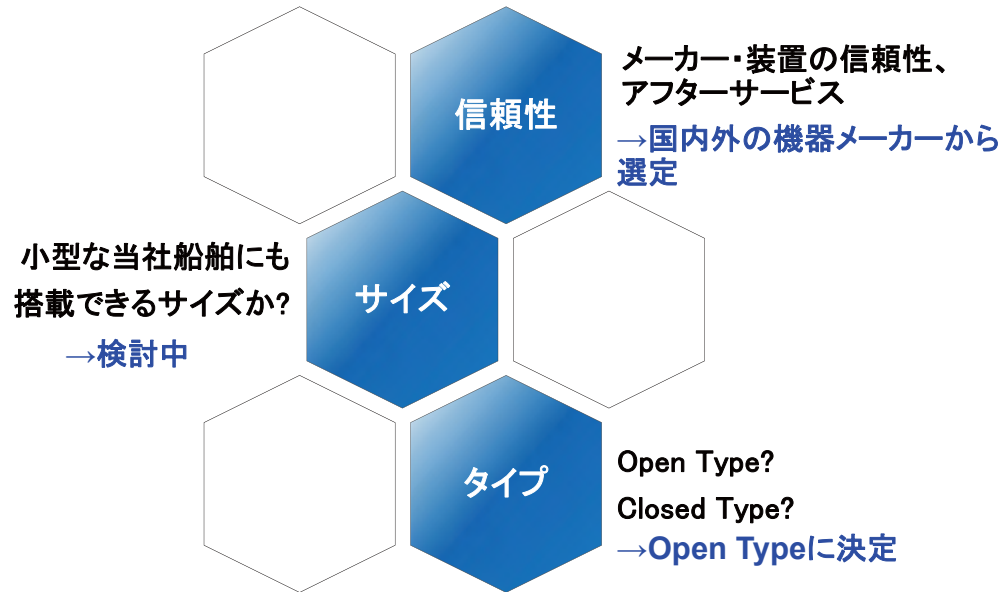 信頼性
メーカー・装置の信頼性、
アフターサービス
→国内外の機器メーカーから
選定
小型な当社船舶にも
搭載できるサイズか?
→検討中
サイズ
タイプ
Open Type?
Closed Type?
→Open Typeに決定